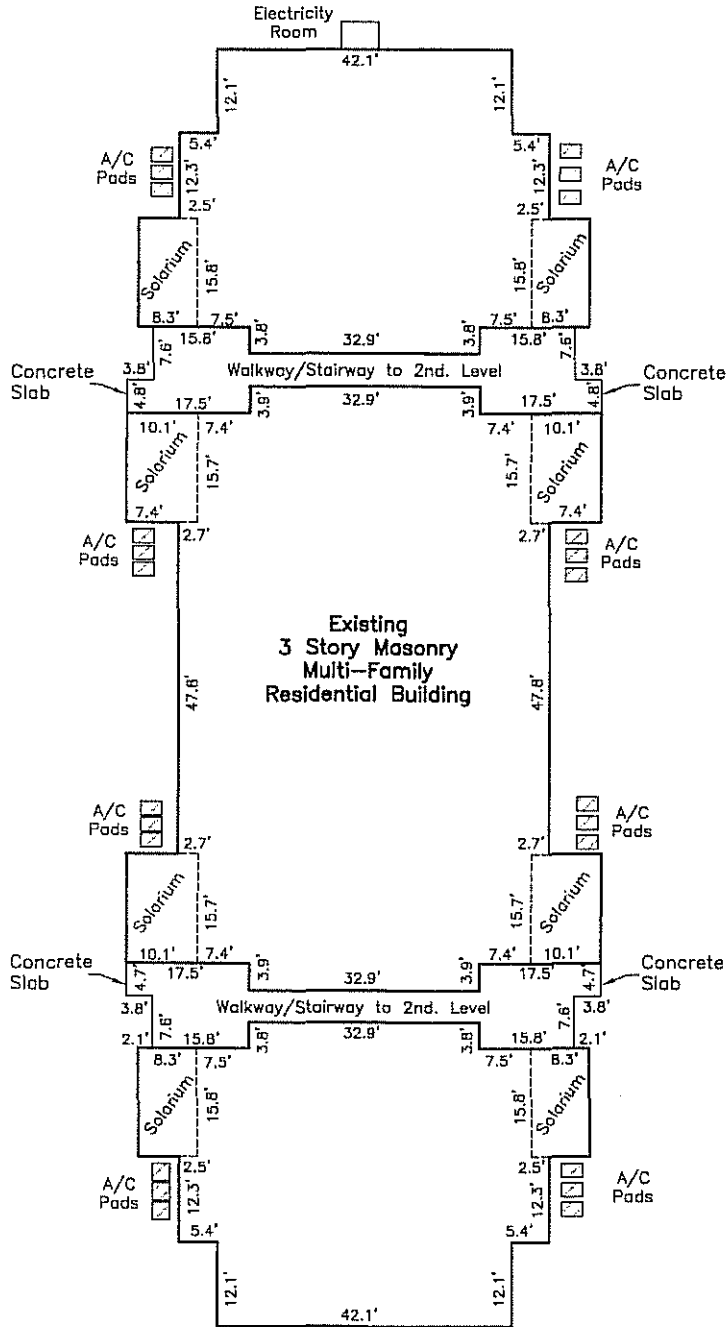 Electricity
Room
42.1'
12.1'
12.1'
5.4'
5.4'
A/C
Pads
12.3'
12.3'
A/C
Pads
2.5'
2.5'
Solarium
15.8'
15.8'
Solarium
8.3'
7.5'
3.8'
32.9'
3.8'
7.5'
8.3'
15.8'
15.8'
7.6'
7.6'
3.8'
3.8'
Walkway/Stairway to 2nd. Level
Concrete
Slab
Concrete
Slab
4.8'
4.8'
17.5'
3.9'
32.9'
3.9'
17.5'
10.1'
7.4'
7.4'
10.1'
Solarium
15.7'
15.7'
Solarium
7.4'
7.4'
2.7'
2.7'
A/C
Pads
A/C
Pads
Existing
3 Story Masonry
Multi-Family
Residential Building
47.8'
47.8'
A/C
Pads
A/C
Pads
2.7'
2.7'
Solarium
15.7'
15.7'
Solarium
10.1'
7.4'
7.4'
10.1'
Concrete
Slab
Concrete
Slab
4.7'
17.5'
3.9'
32.9'
3.9'
17.5'
4.7'
3.8'
3.8'
Walkway/Stairway to 2nd. Level
7.6'
7.6'
2.1'
15.8'
3.8'
32.9'
3.8'
15.8'
2.1'
8.3'
7.5'
7.5'
8.3'
Solarium
15.8'
15.8'
Solarium
2.5'
2.5'
A/C
Pads
12.3'
12.3'
A/C
Pads
5.4'
5.4'
12.1'
12.1'
42.1'